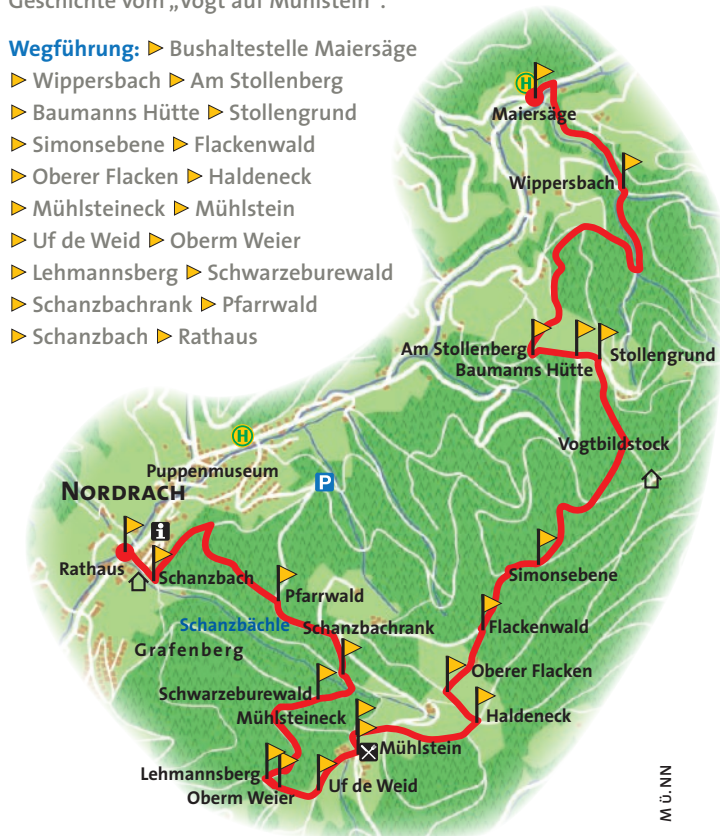 Geschichte vom „Vogt auf Mühlstein“.
Wegführung: Bushaltestelle Maiersäge
Wippersbach Am Stollenberg
Baumanns Hütte Stollengrund
Simonsebene Flackenwald
Oberer Flacken Haldeneck
Mühlsteineck Mühlstein
Uf de Weid Oberm Weier
Lehmannsberg Schwarzeburewald
Schanzbachrank Pfarrwald
Schanzbach Rathaus
H
Maiersäge
Wippersbach
Am Stollenberg
Baumanns Hütte
Stollengrund
H
Vogtbildstock
Puppenmuseum
P
NORDRACH
i
Rathaus
Schanzbach
Simonsebene
Pfarrwald
Schanzbächle
Schanzbachrank
Flackenwald
Grafenberg
Oberer Flacken
Schwarzeburewald
Mühlsteineck
Haldeneck
Mühlstein
Lehmannsberg
Uf de Weid
Oberm Weier
Mü.NN